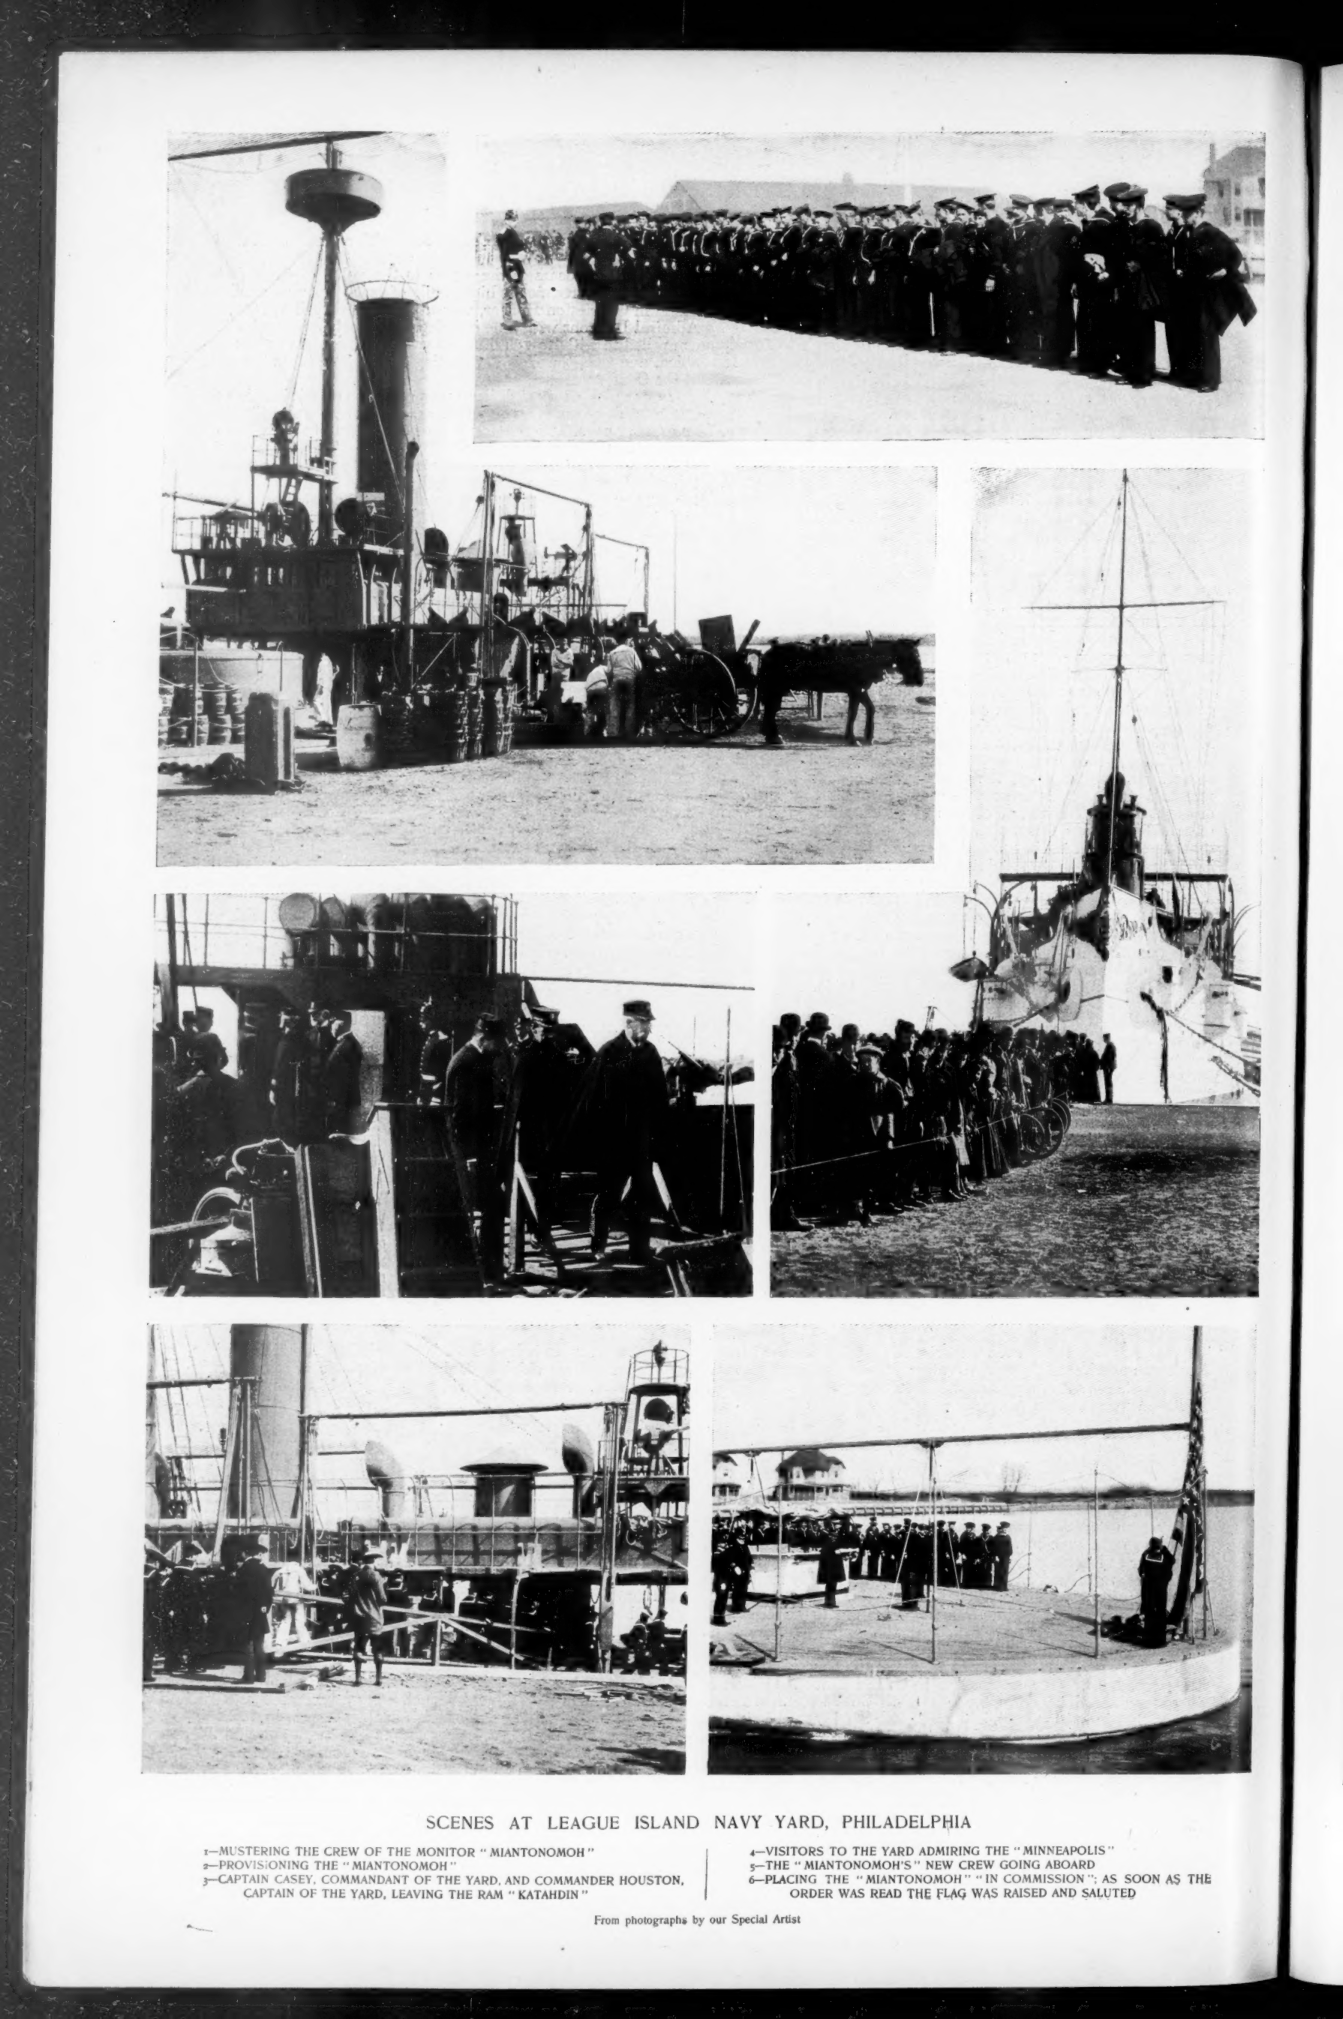 SCENES AT LEAGUE ISLAND NAVY YARD, PHILADELPHIA
1—MUSTERING THE CREW OF THE MONITOR "MIANTONOMOH"
2—PROVISIONING THE "MIANTONOMOH"
3—CAPTAIN CASEY, COMMANDANT OF THE YARD, AND COMMANDER HOUSTON,
CAPTAIN OF THE YARD, LEAVING THE RAM "KATAHDIN"
4—VISITORS TO THE YARD ADMIRING THE "MINNEAPOLIS"
5—THE "MIANTONOMOH'S" NEW CREW GOING ABOARD
6—PLACING THE "MIANTONOMOH" "IN COMMISSION"; AS SOON AS THE
ORDER WAS READ THE FLAG WAS RAISED AND SALUTED
From photographs by our Special Artist